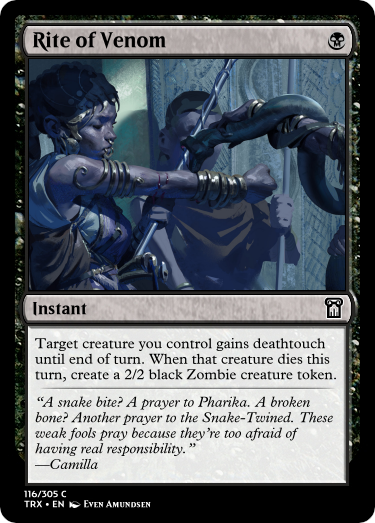 Rite of Venom
Instant
Target creature you control gains deathtouch
until end of turn. When that creature dies this
turn, create a 2/2 black Zombie creature token.
“A snake bite? A prayer to Pharika. A broken
bone? Another prayer to the Snake-Twined. These
weak fools pray because they’re too afraid of
having real responsibility.”
—Camilla
116/305 C
TRX • EN Even Amundsen